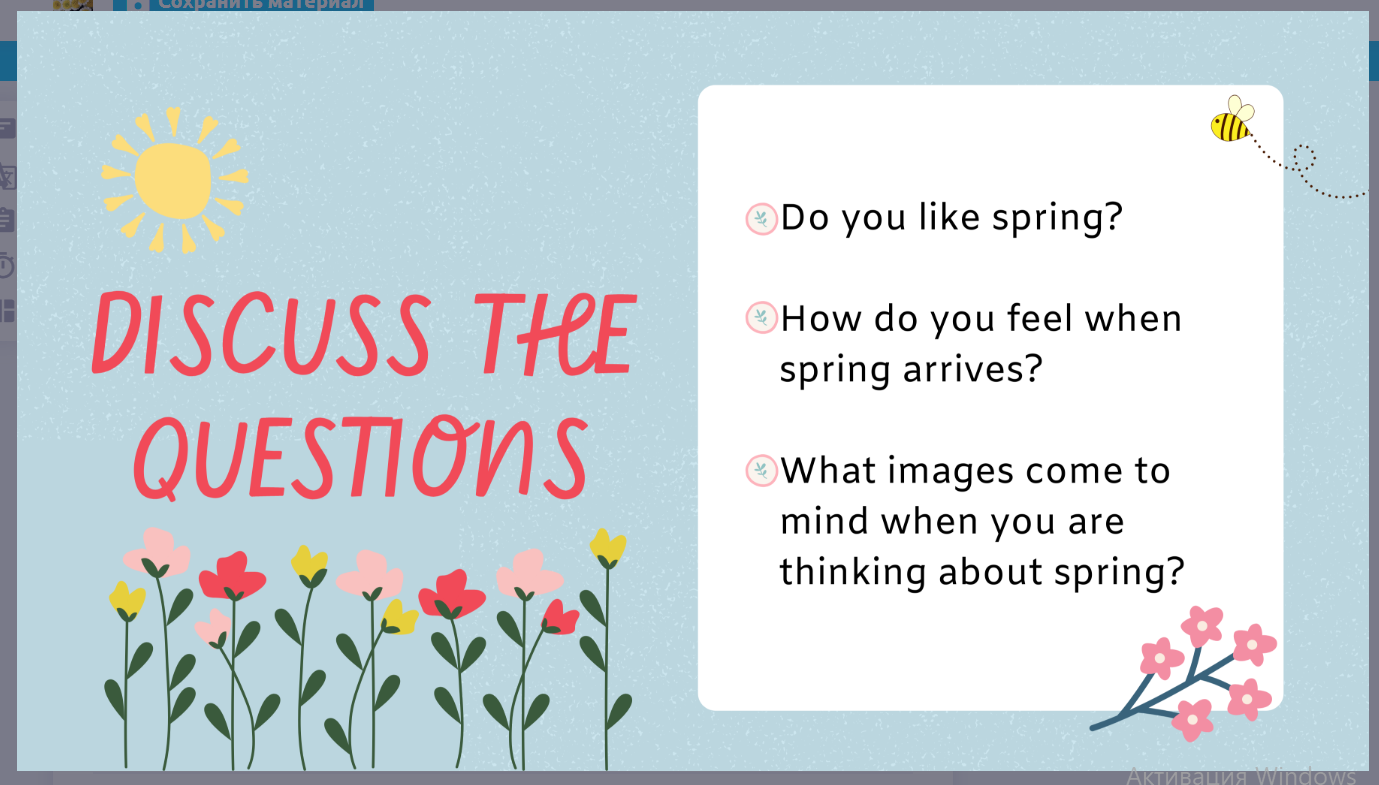 Сохранить материал
DISCUSS THE
QUESTIONS
Do you like spring?
How do you feel when
spring arrives?
What images come to
mind when you are
thinking about spring?
Активация Windows